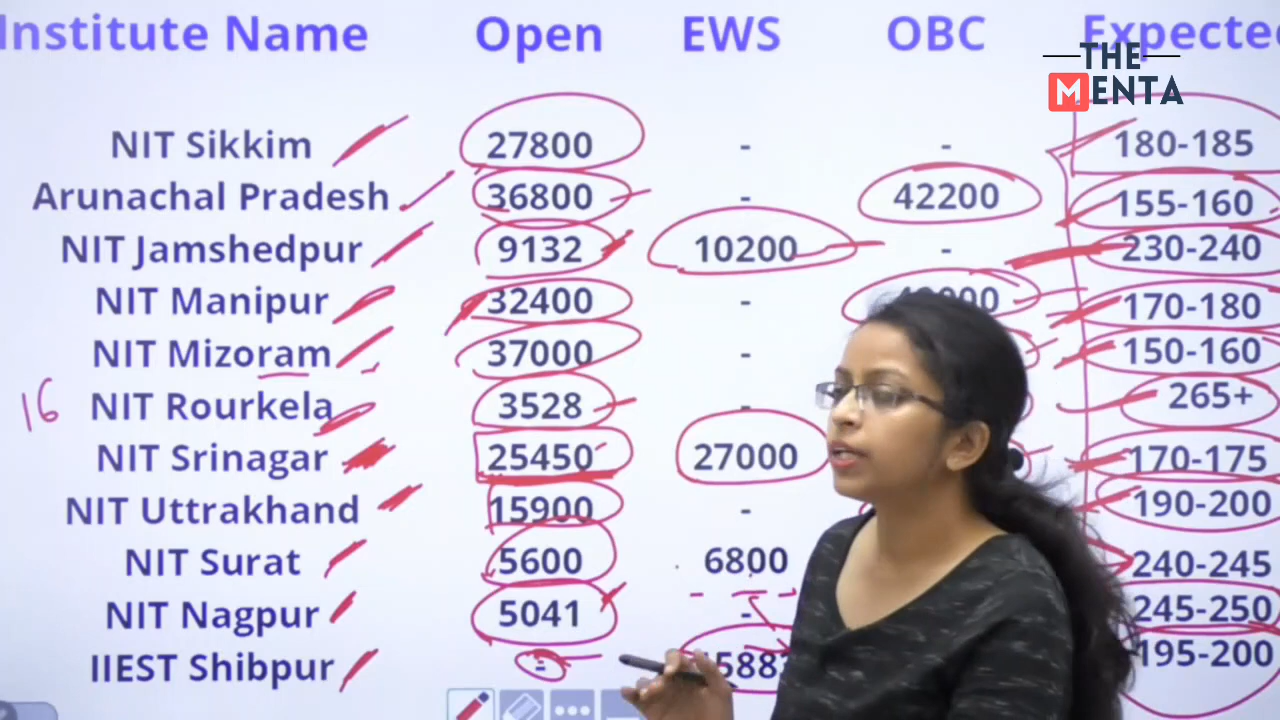 Institute Name Open EWS OBC Expected
THE
MENTA
NIT Sikkim 27800 - - 180-185
Arunachal Pradesh 36800 - 42200 155-160
NIT Jamshedpur 9132 10200 - 230-240
NIT Manipur 32400 - 170-180
NIT Mizoram 37000 - 150-160
16 NIT Rourkela 3528 - 265+
NIT Srinagar 25450 27000 170-175
NIT Uttrakhand 15900 - 190-200
NIT Surat 5600 6800 240-245
NIT Nagpur 5041 - 245-250
IIEST Shibpur - 195-200